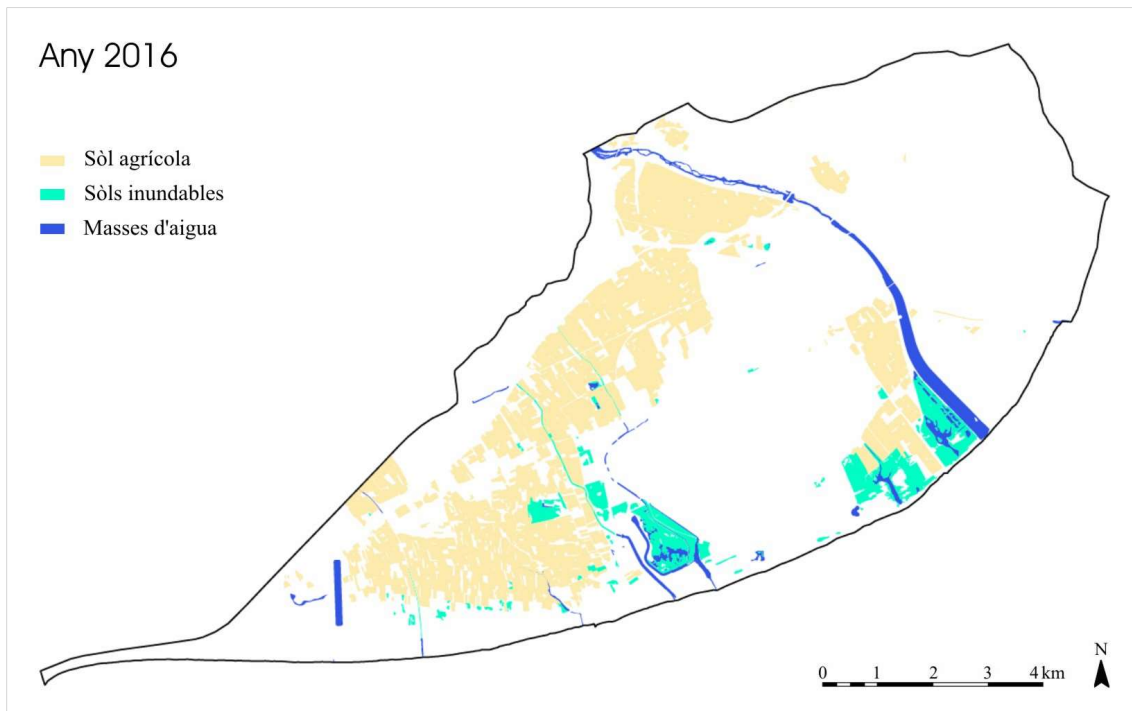 Any 2016
Sòl agrícola
Sòls inundables
Masses d'aigua
N
0 1 2 3 4 km